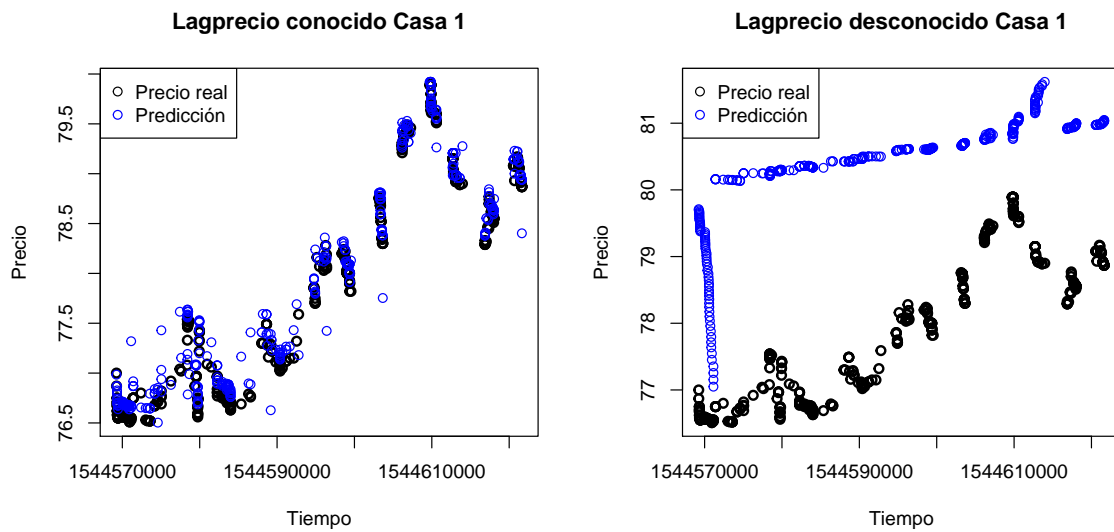 Lagprecio conocido Casa 1
Precio real
Predicción
Precio
79.5
78.5
77.5
76.5
1544570000
1544590000
1544610000
Tiempo
Lagprecio desconocido Casa 1
Precio real
Predicción
Precio
81
80
79
78
77
1544570000
1544590000
1544610000
Tiempo